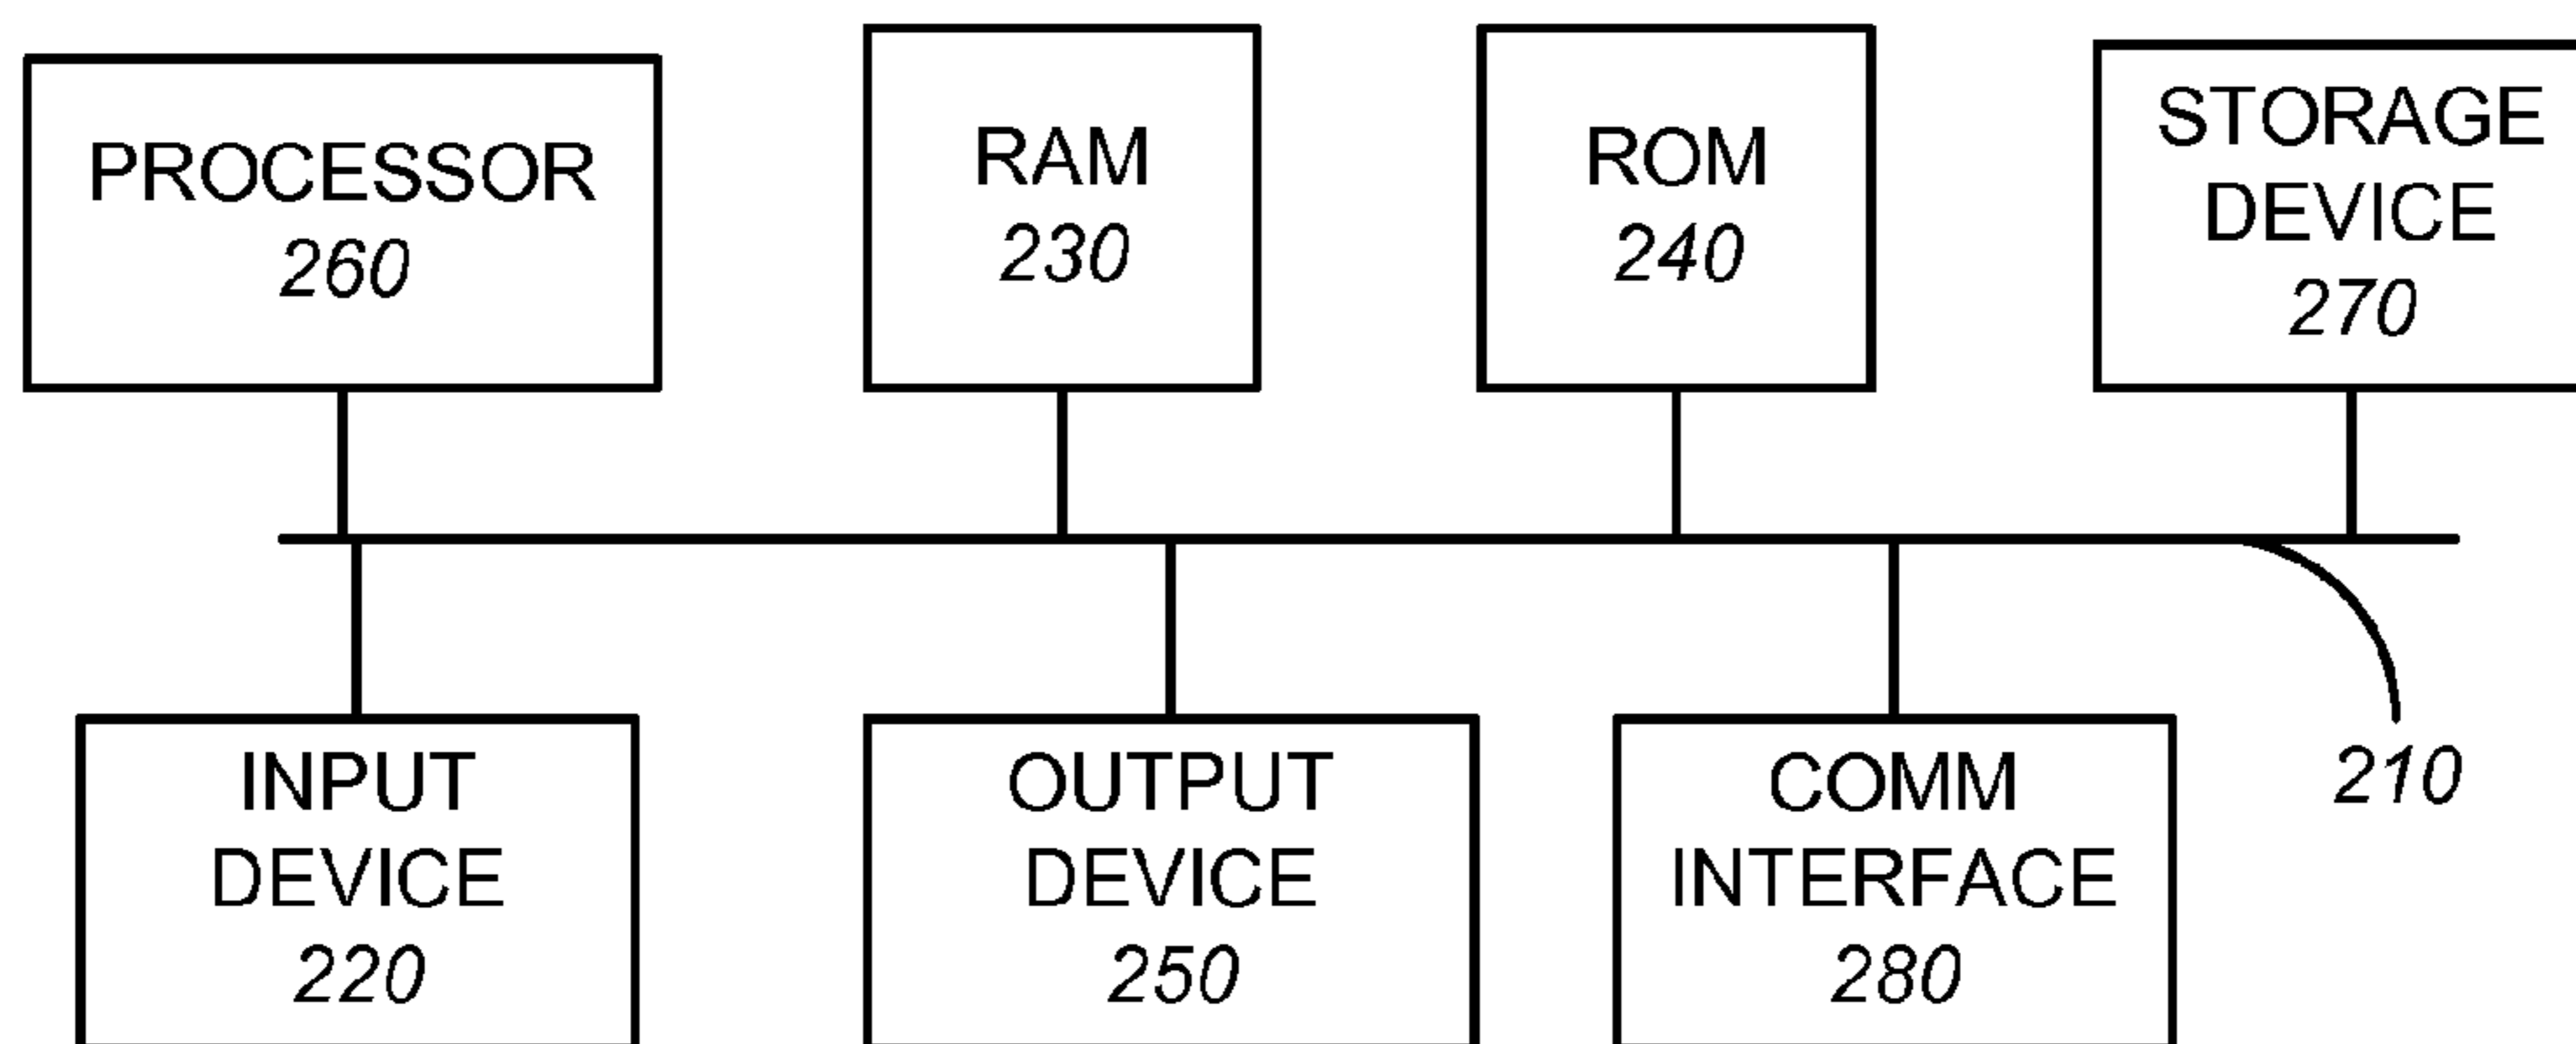 PROCESSOR
260
RAM
230
ROM
240
STORAGE
DEVICE
270
INPUT
DEVICE
220
OUTPUT
DEVICE
250
COMM
INTERFACE
280
210